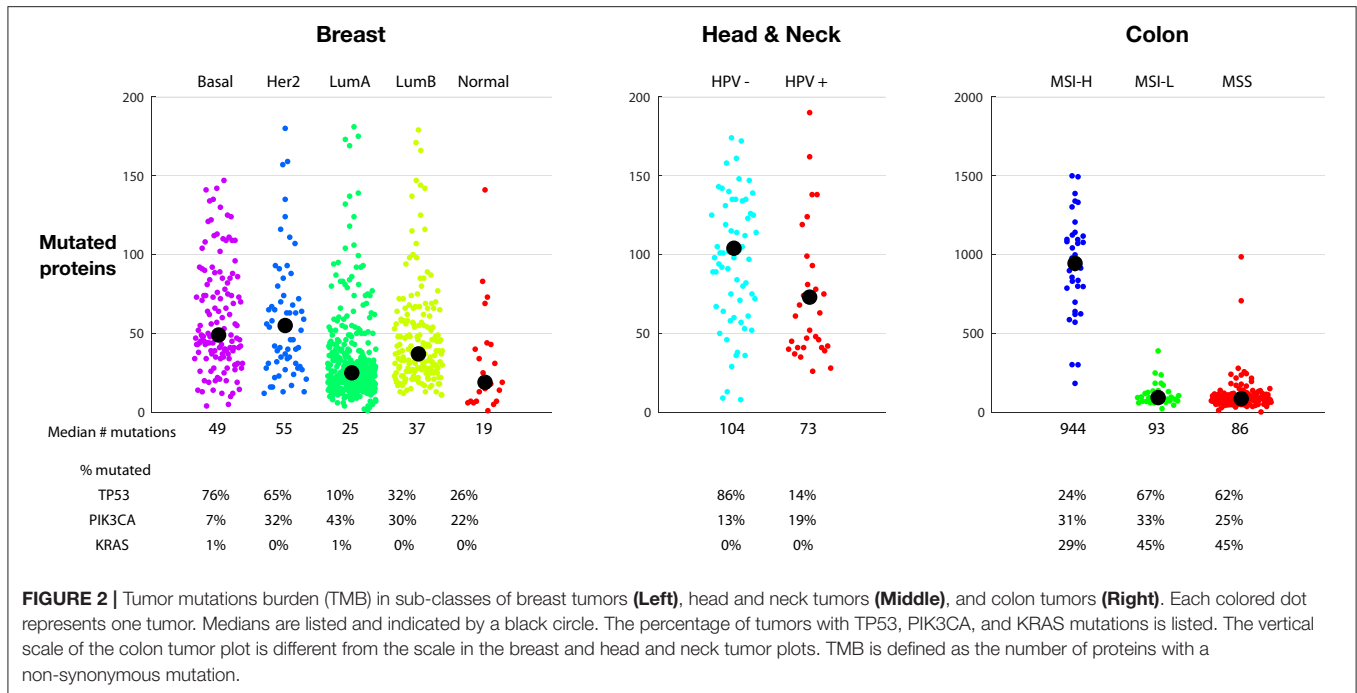 Breast Head & Neck Colon
Basal Her2 LumA LumB Normal HPV - HPV + MSI-H MSI-L MSS
200 200 2000
150 150 1500
Mutated
proteins
100 100 1000
50 50 500
0 0 0
Median # mutations 49 55 25 37 19 104 73 944 93 86
% mutated
TP53 76% 65% 10% 32% 26% 86% 14% 24% 67% 62%
PIK3CA 7% 32% 43% 30% 22% 13% 19% 31% 33% 25%
KRAS 1% 0% 1% 0% 0% 0% 0% 29% 45% 45%
FIGURE 2 | Tumor mutations burden (TMB) in sub-classes of breast tumors (Left), head and neck tumors (Middle), and colon tumors (Right). Each colored dot
represents one tumor. Medians are listed and indicated by a black circle. The percentage of tumors with TP53, PIK3CA, and KRAS mutations is listed. The vertical
scale of the colon tumor plot is different from the scale in the breast and head and neck tumor plots. TMB is defined as the number of proteins with a
non-synonymous mutation.